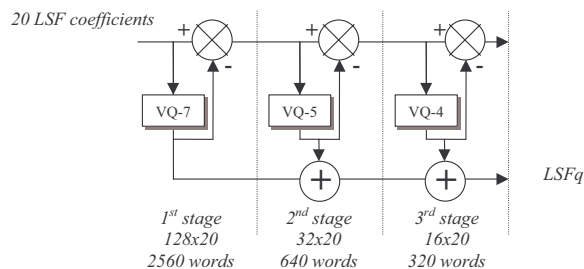 20 LSF coefficients
+ + +
- - -
VQ-7 VQ-5 VQ-4
+ +
LSFq
1st stage 2nd stage 3rd stage
128x20 32x20 16x20
2560 words 640 words 320 words